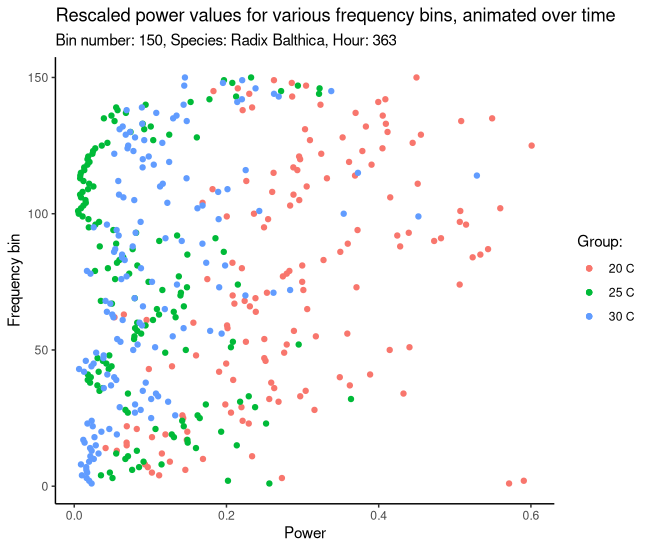 Rescaled power values for various frequency bins, animated over time
Bin number: 150, Species: Radix Balthica, Hour: 363
150
100
50
0
Frequency bin
0.0
0.2
0.4
0.6
Power
Group:
20 C
25 C
30 C